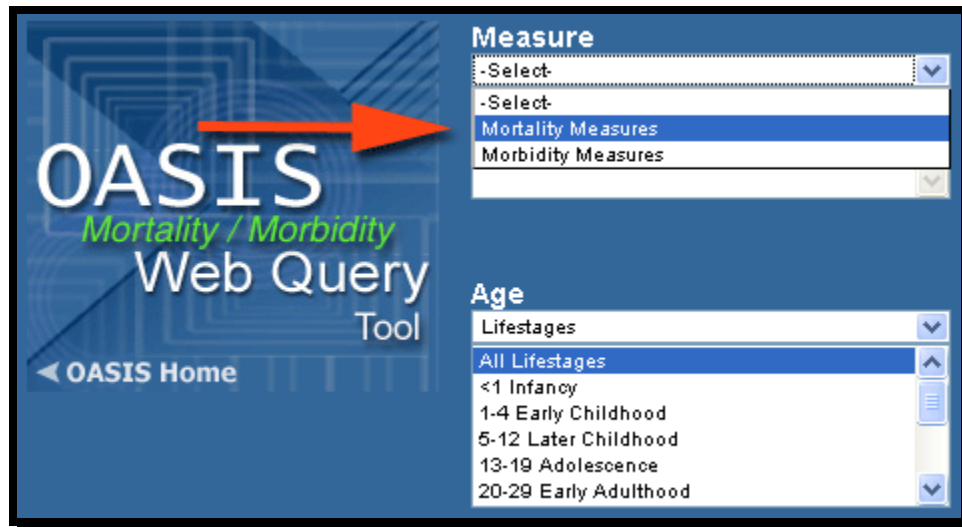 OASIS
Mortality / Morbidity
Web Query
Tool
OASIS Home
Measure
-Select-
-Select-
Mortality Measures
Morbidity Measures
Age
Lifestages
All Lifestages
<1 Infancy
1-4 Early Childhood
5-12 Later Childhood
13-19 Adolescence
20-29 Early Adulthood